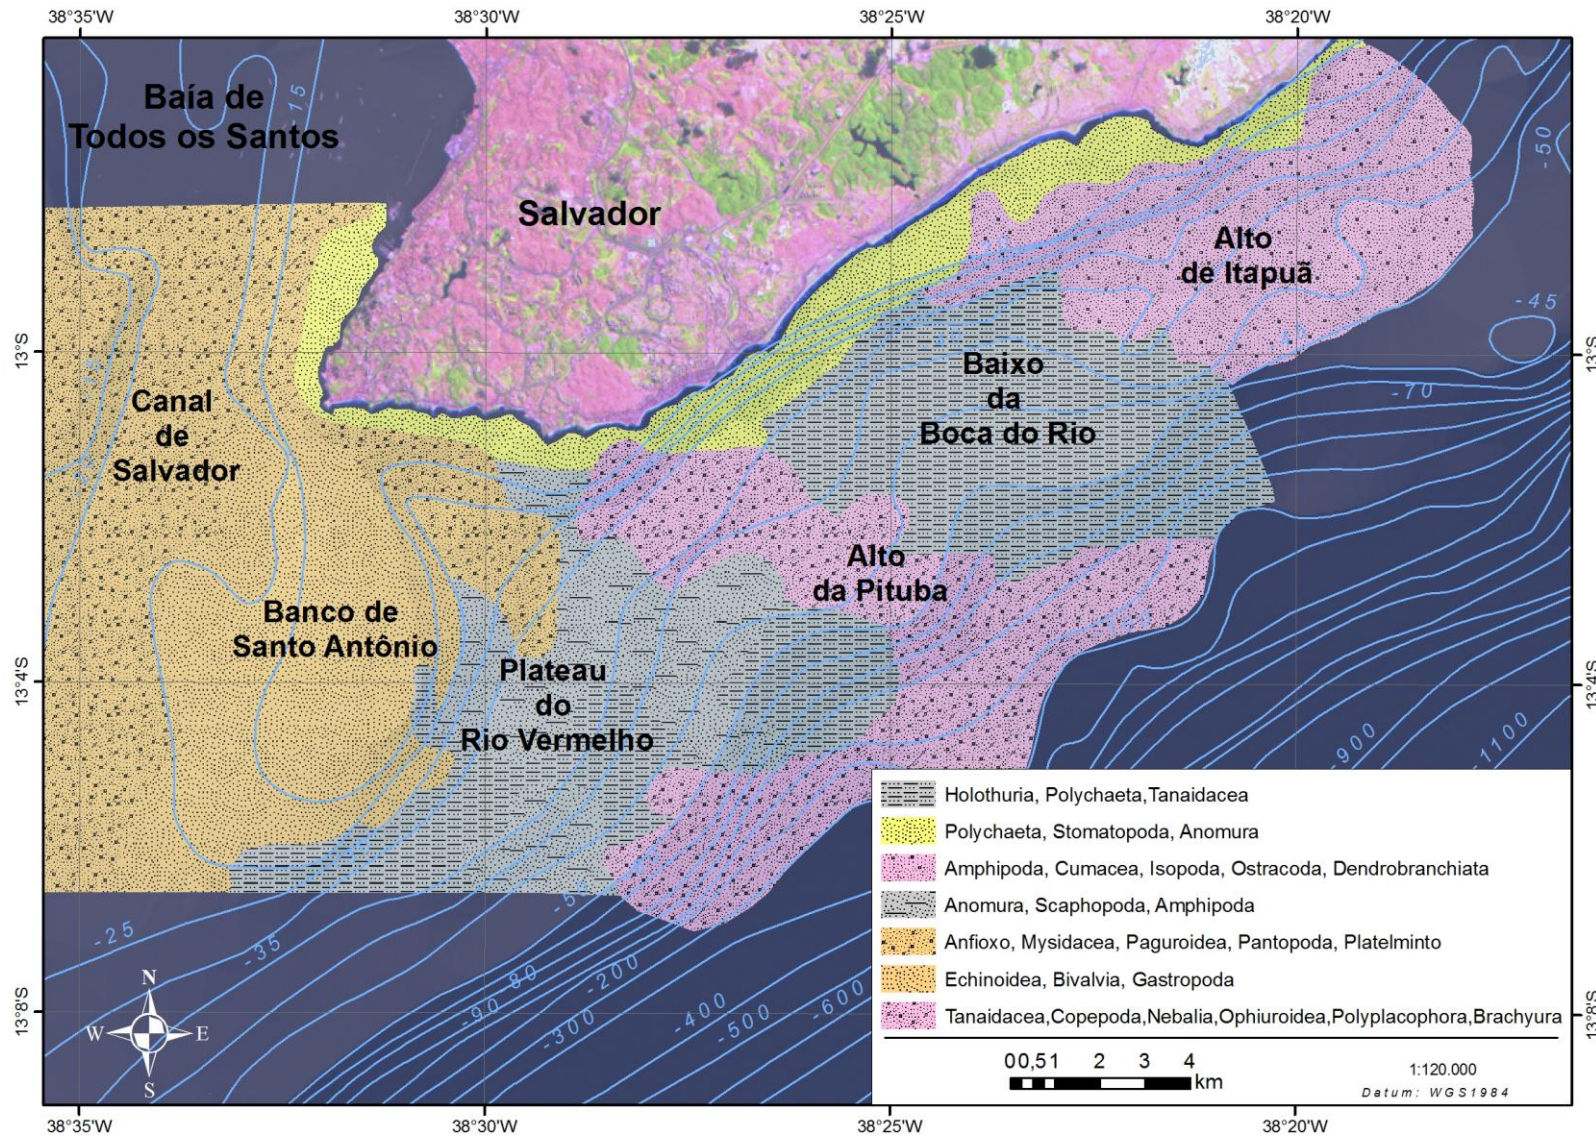 38°35'W
38°30'W
38°25'W
38°20'W
Baía de
Todos os Santos
-15
-50
Salvador
Alto
de Itapuã
-45
13°S
13°S
Baixo
da
Boca do Rio
-70
Canal
de
Salvador
Alto
da Pituba
Banco de
Santo Antônio
Plateau
do
Rio Vermelho
13°4'S
13°4'S
-900
-1100
Holothuria, Polychaeta,Tanaidacea
Polychaeta, Stomatopoda, Anomura
Amphipoda, Cumacea, Isopoda, Ostracoda, Dendrobranchiata
Anomura, Scaphopoda, Amphipoda
Anfioxo, Mysidacea, Paguroidea, Pantopoda, Platelminto
Echinoidea, Bivalvia, Gastropoda
Tanaidacea,Copepoda,Nebalia,Ophiuroidea,Polyplacophora,Brachyura
-25
-35
-50
-80
-90
-200
-300
-400
-500
-600
13°8'S
13°8'S
N
W
E
S
0 0,5 1 2 3 4
km
1:120.000
Datum: WGS1984
38°35'W
38°30'W
38°25'W
38°20'W